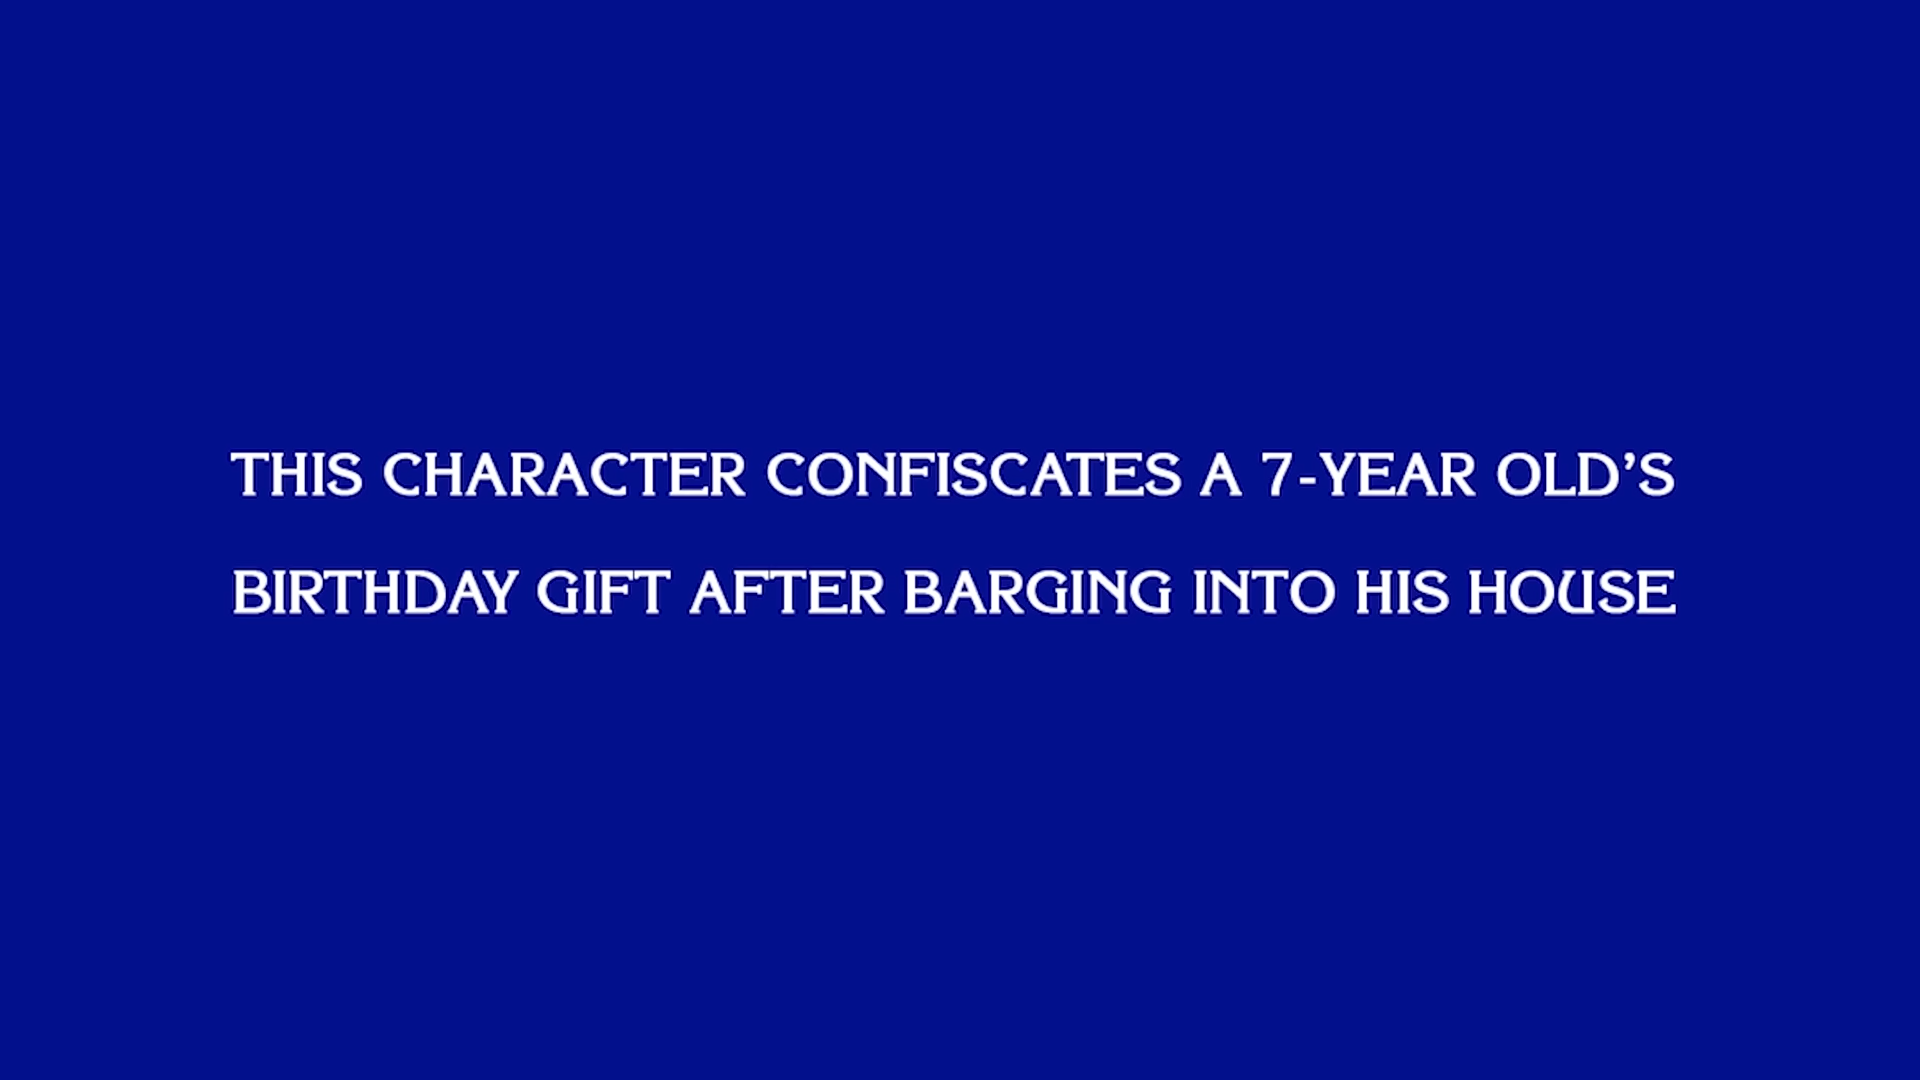 THIS CHARACTER CONFISCATES A 7-YEAR OLD’S
BIRTHDAY GIFT AFTER BARGING INTO HIS HOUSE